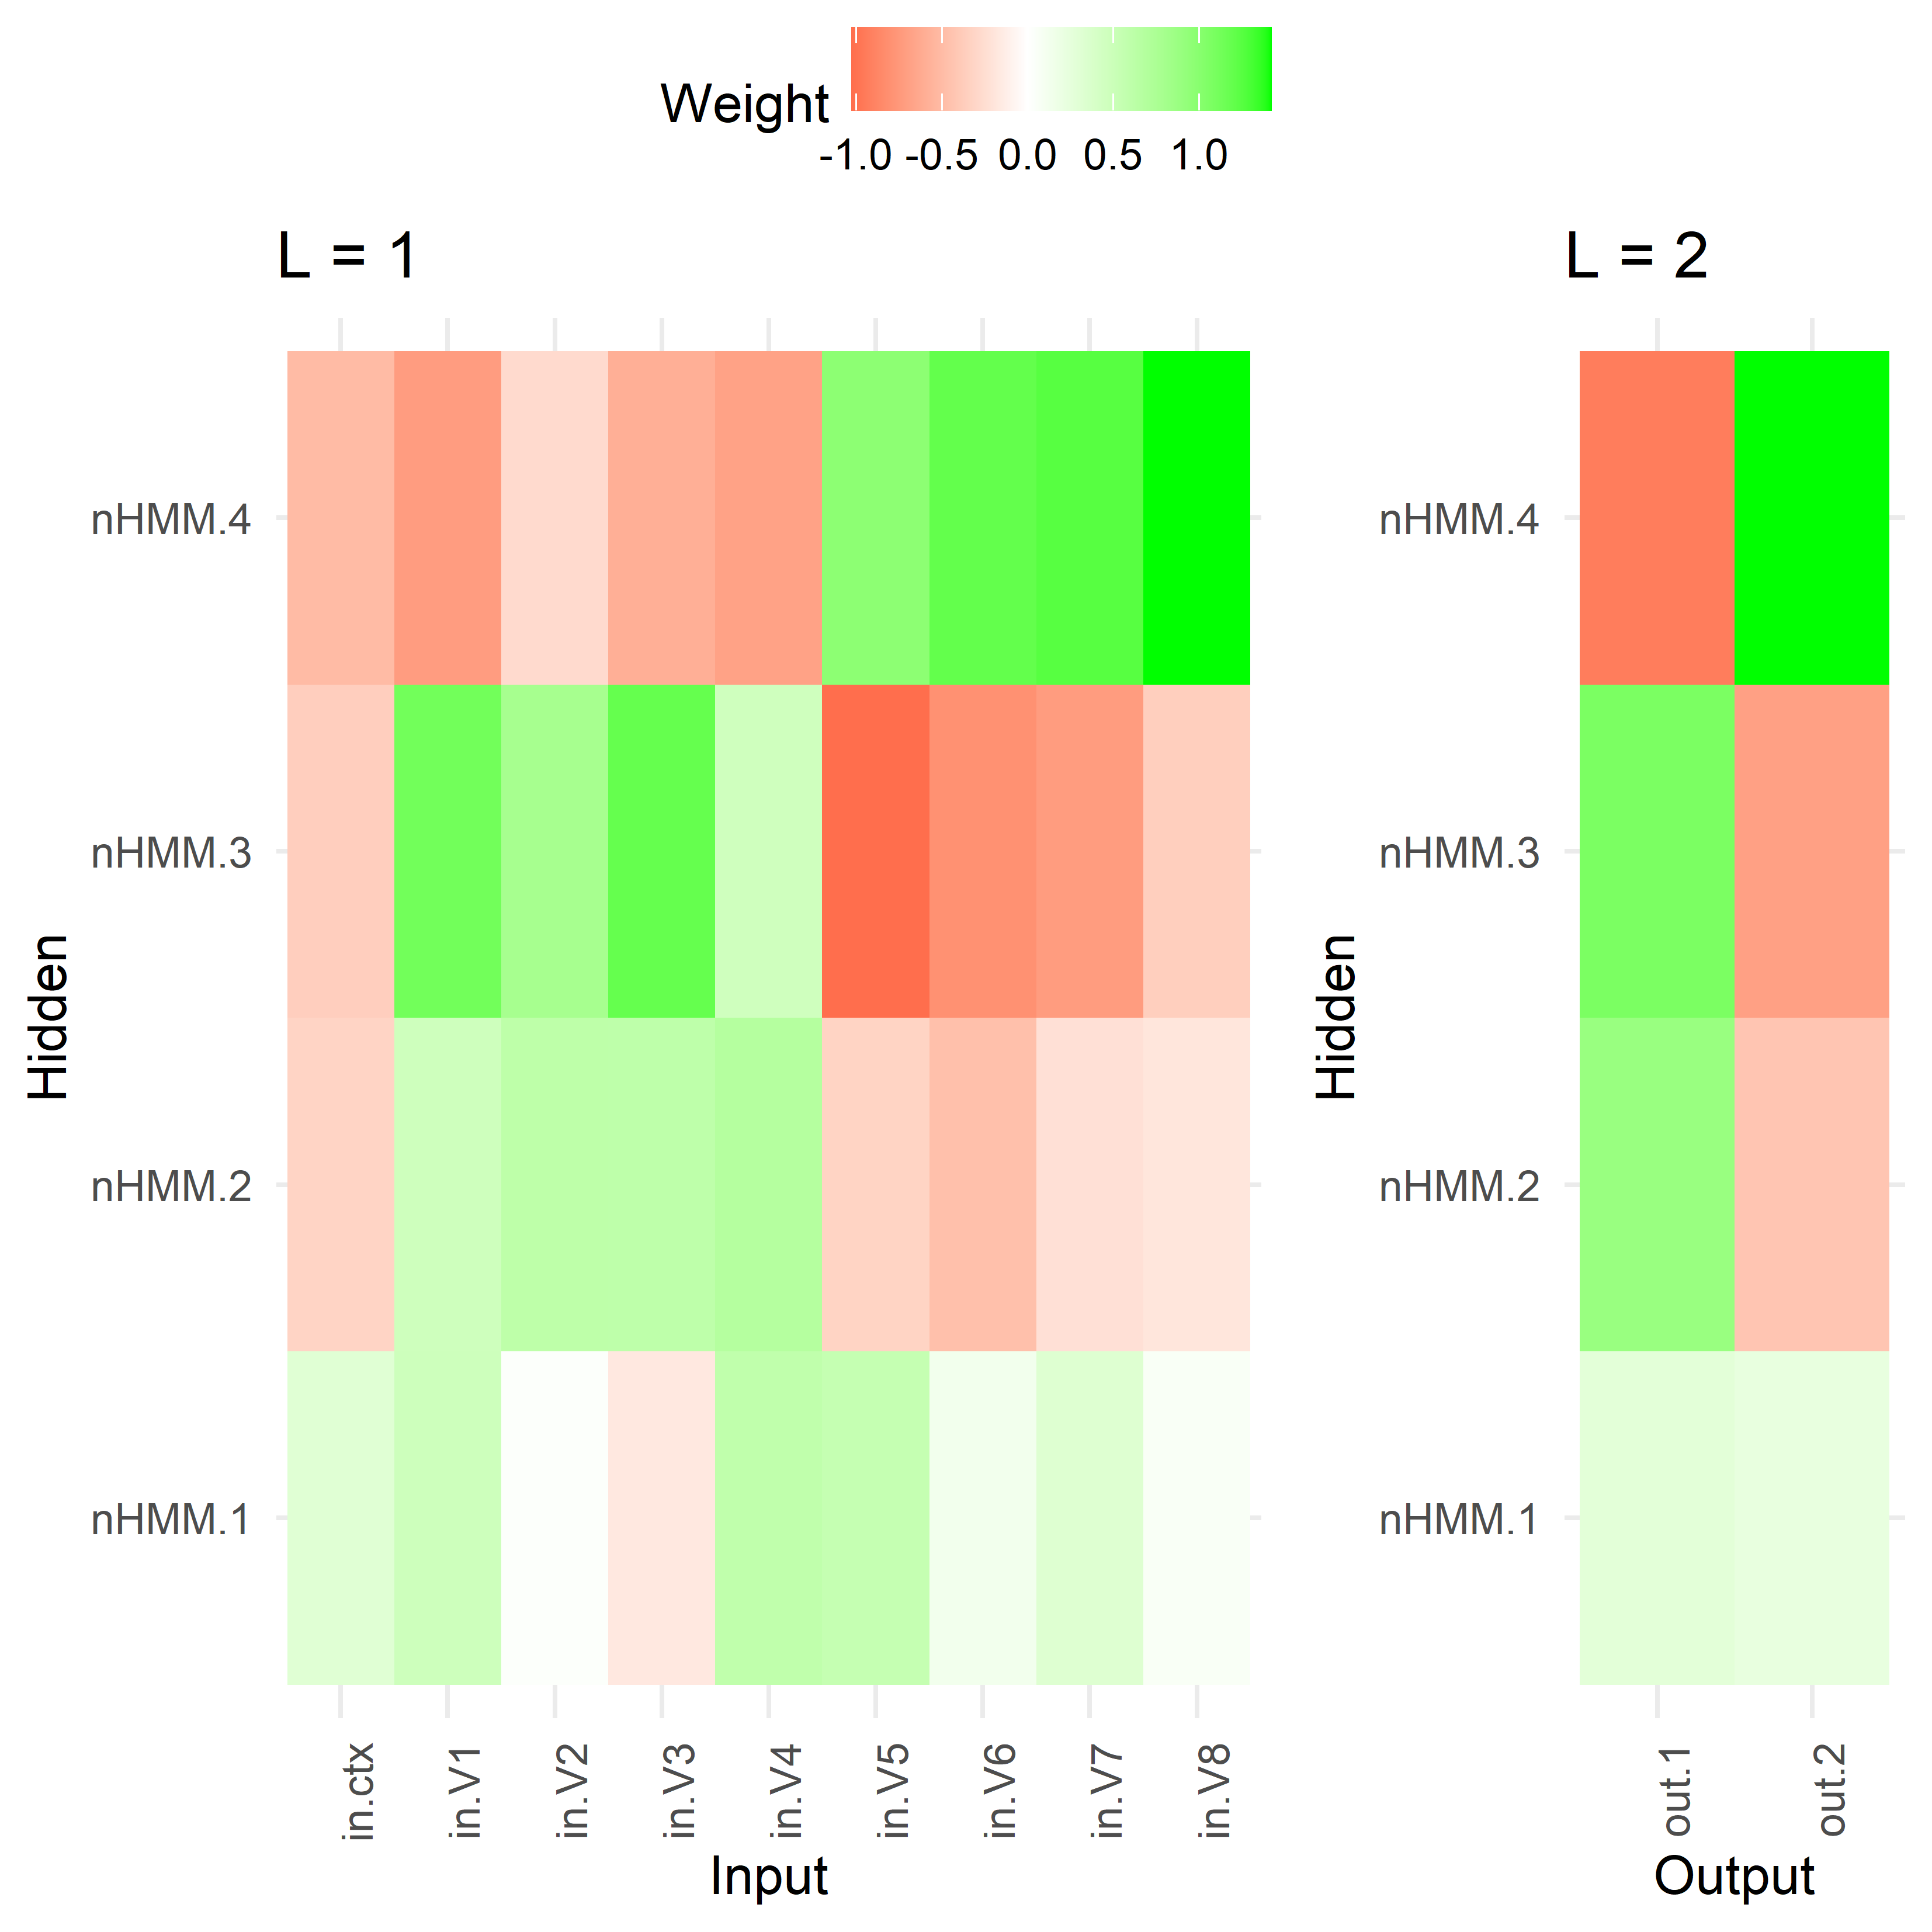 Weight
-1.0 -0.5 0.0 0.5 1.0
L = 1
L = 2
nHMM.4
nHMM.3
nHMM.2
nHMM.1
Hidden
in.ctx in.V1 in.V2 in.V3 in.V4 in.V5 in.V6 in.V7 in.V8
Input
nHMM.4
nHMM.3
nHMM.2
nHMM.1
Hidden
out.1 out.2
Output